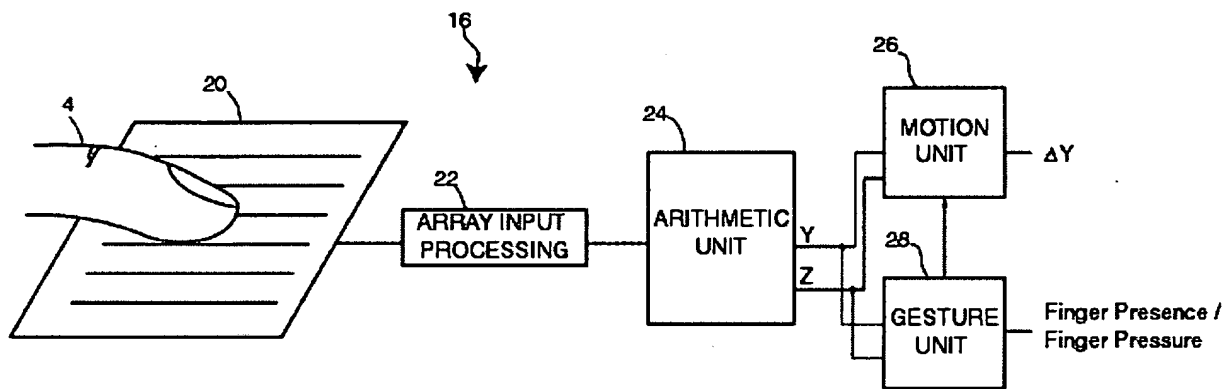 16
26
4
20
24
MOTION
UNIT
ΔY
22
ARRAY INPUT
PROCESSING
ARITHMETIC
UNIT
Y
Z
28
GESTURE
UNIT
Finger Presence /
Finger Pressure